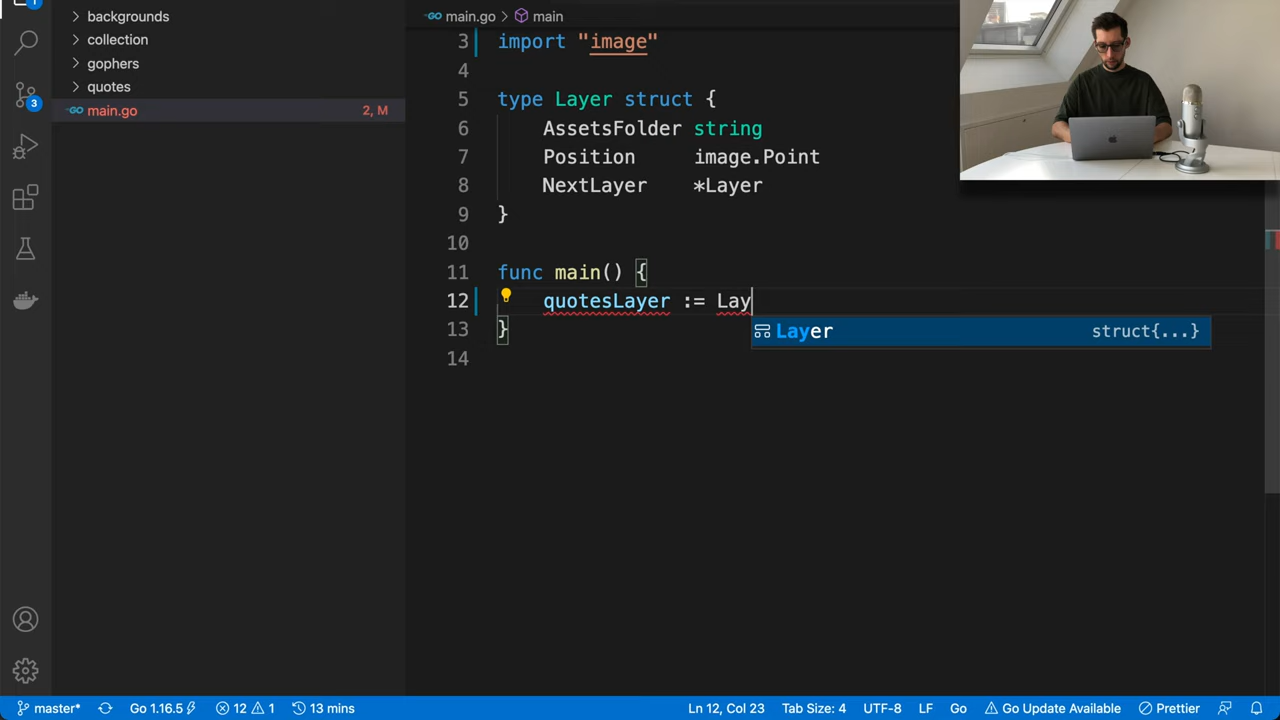 1
backgrounds
collection
gophers
quotes
main.go 2, M
3
main.go > main
3 import "image"
4
5 type Layer struct {
6 AssetsFolder string
7 Position image.Point
8 NextLayer *Layer
9 }
10
11 func main() {
12 quotesLayer := Lay
Layer struct{...}
13 }
14
master* Go 1.16.5 12 1 13 mins Ln 12, Col 23 Tab Size: 4 UTF-8 LF Go Go Update Available Prettier